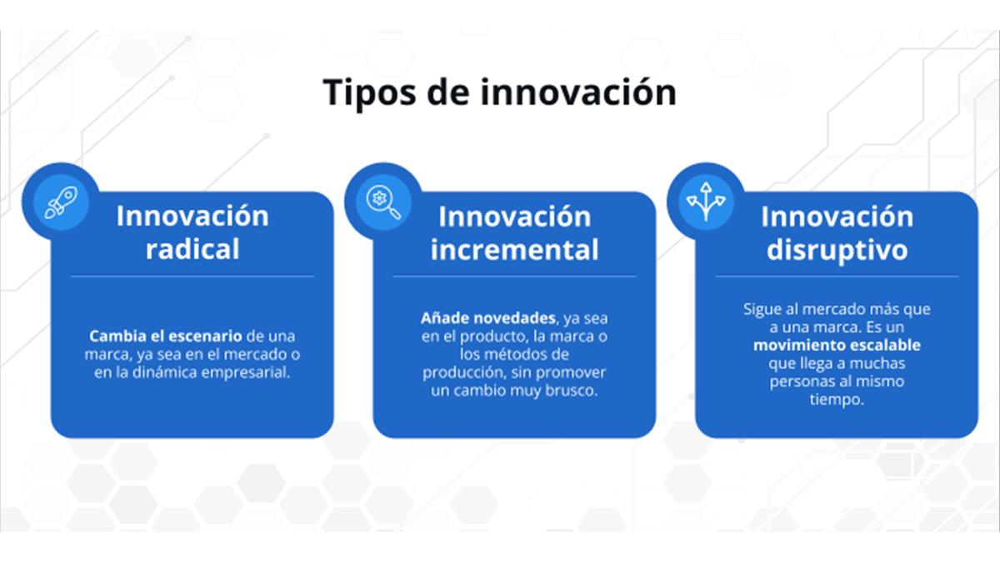 Tipos de innovación
Innovación
radical
Cambia el escenario de una
marca, ya sea en el mercado o
en la dinámica empresarial.
Innovación
incremental
Añade novedades, ya sea
en el producto, la marca o
los métodos de
producción, sin promover
un cambio muy brusco.
Innovación
disruptivo
Sigue al mercado más que
a una marca. Es un
movimiento escalable
que llega a muchas
personas al mismo
tiempo.